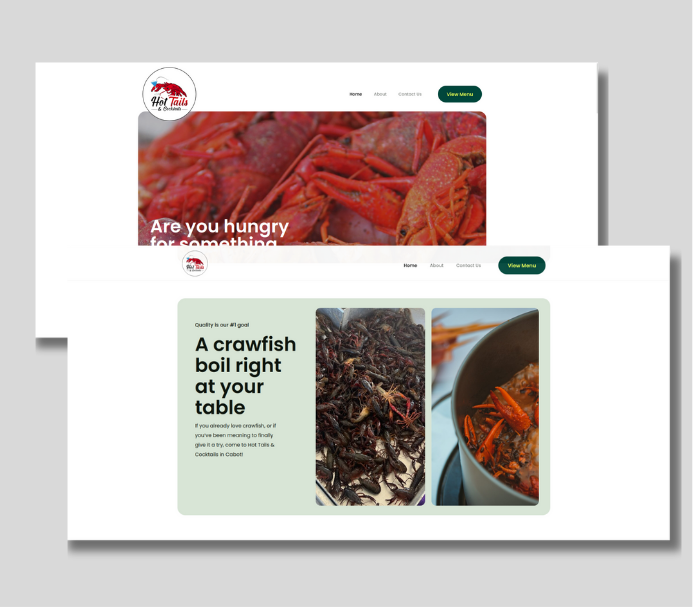 Hot Tails
& Cocktails
Home About Contact Us View Menu
Are you hungry
for something
Hot Tails
Home About Contact Us View Menu
Quality is our #1 goal
A crawfish
boil right
at your
table
If you already love crawfish, or if
you've been meaning to finally
give it a try, come to Hot Tails &
Cocktails in Cabot!